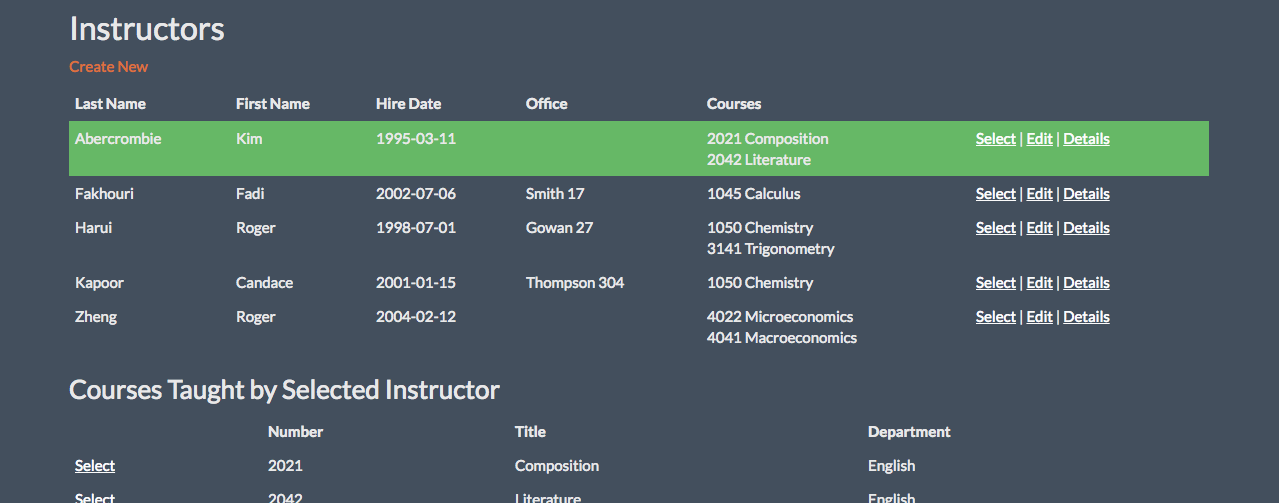 Instructors
Create New
Last Name First Name Hire Date Office Courses
Abercrombie Kim 1995-03-11 2021 Composition Select | Edit | Details
2042 Literature
Fakhouri Fadi 2002-07-06 Smith 17 1045 Calculus Select | Edit | Details
Harui Roger 1998-07-01 Gowan 27 1050 Chemistry Select | Edit | Details
3141 Trigonometry
Kapoor Candace 2001-01-15 Thompson 304 1050 Chemistry Select | Edit | Details
Zheng Roger 2004-02-12 4022 Microeconomics Select | Edit | Details
4041 Macroeconomics
Courses Taught by Selected Instructor
Number Title Department
Select 2021 Composition English
Select 2042 Literature English